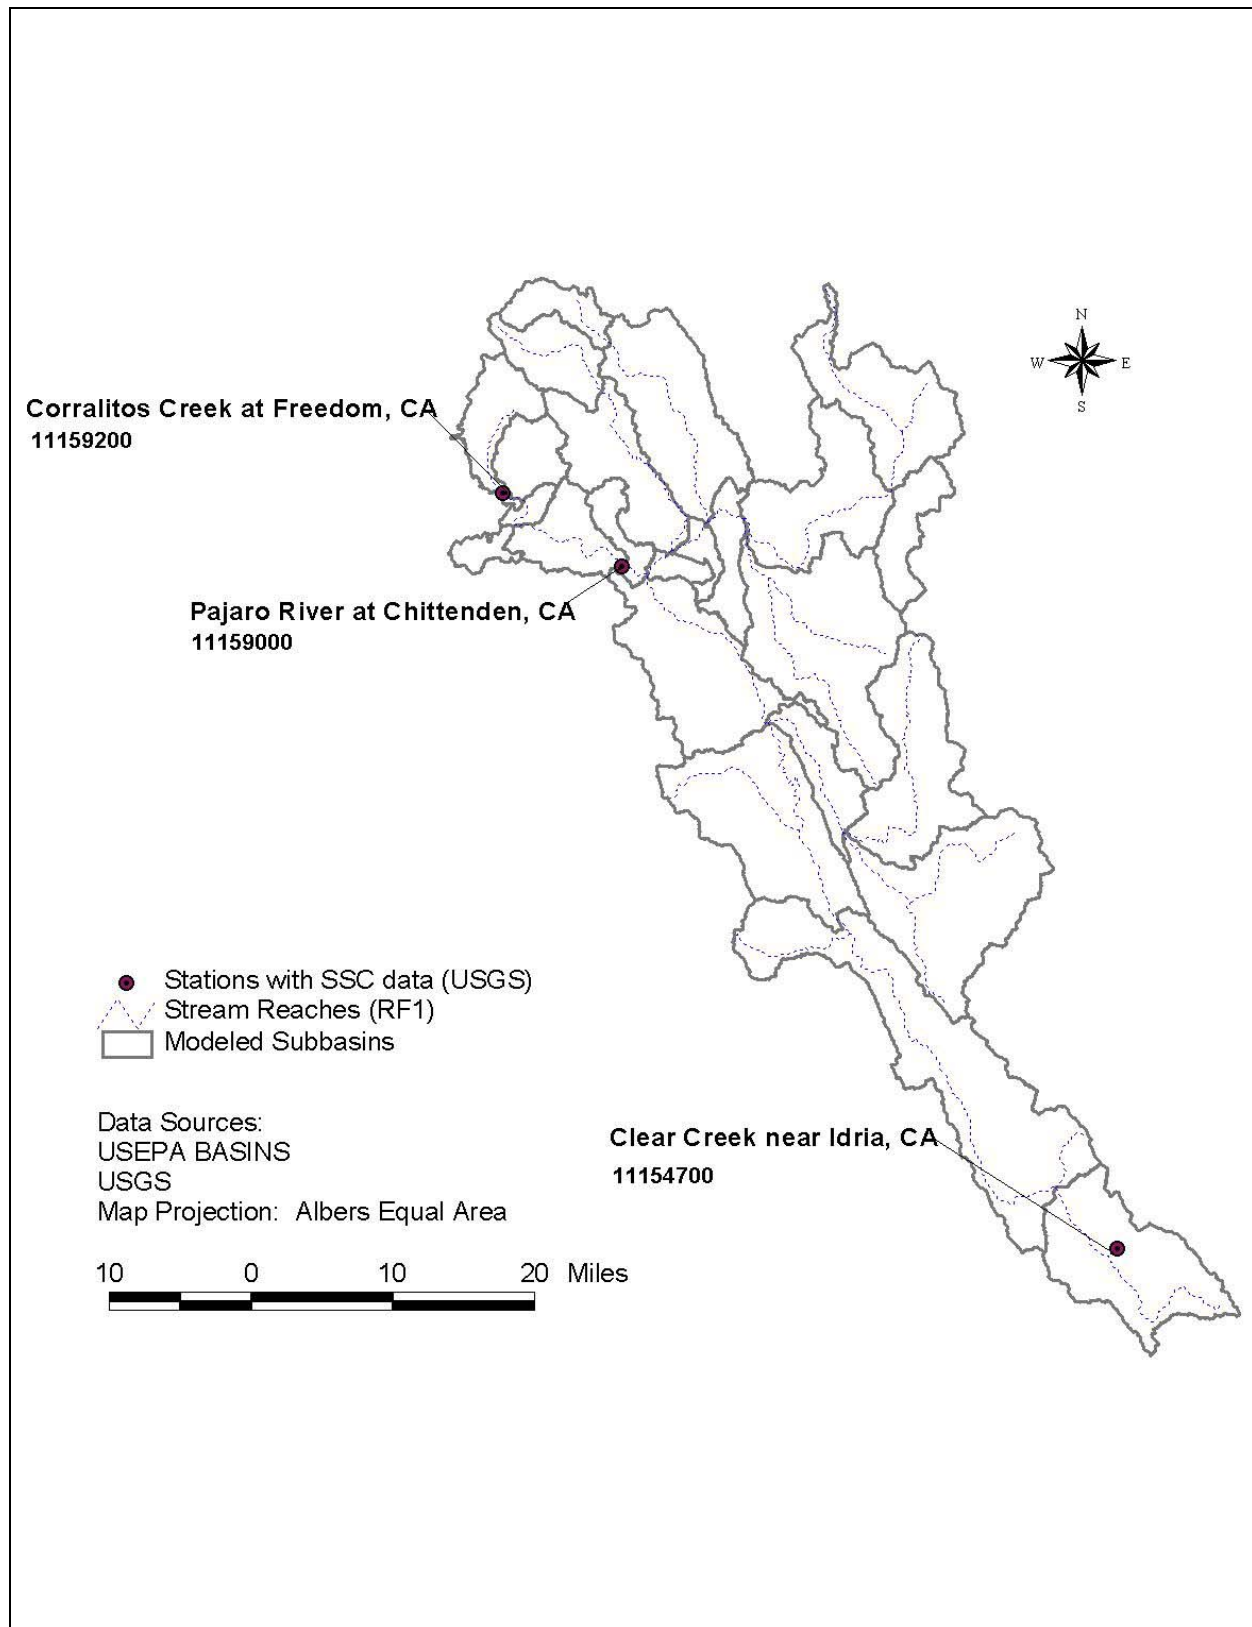 N
W E
S
Corralitos Creek at Freedom, CA
11159200
Pajaro River at Chittenden, CA
11159000
Stations with SSC data (USGS)
Stream Reaches (RF1)
Modeled Subbasins
Data Sources:
USEPA BASINS
USGS
Map Projection: Albers Equal Area
Clear Creek near Idria, CA
11154700
10 0 10 20 Miles